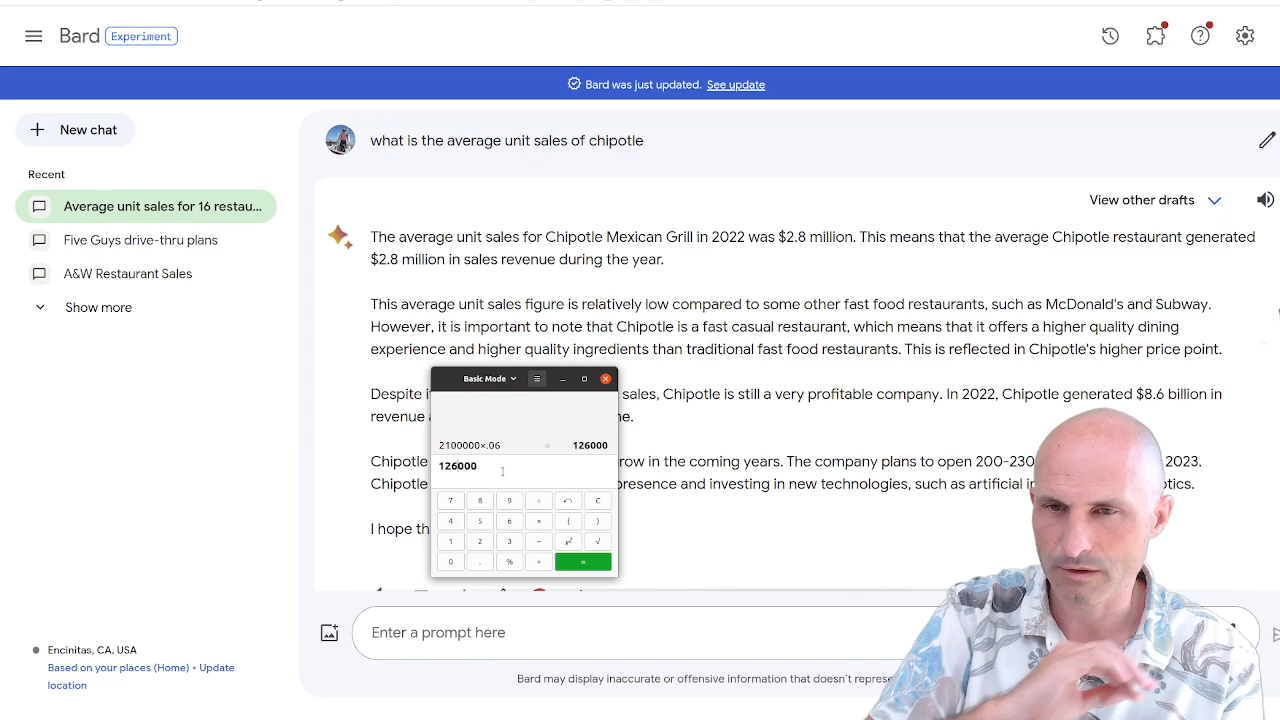 Bard Experiment
Bard was just updated. See update
New chat
Recent
Average unit sales for 16 restau...
Five Guys drive-thru plans
A&W Restaurant Sales
Show more
Encinitas, CA, USA
Based on your places (Home) • Update
location
what is the average unit sales of chipotle
View other drafts
The average unit sales for Chipotle Mexican Grill in 2022 was $2.8 million. This means that the average Chipotle restaurant generated
$2.8 million in sales revenue during the year.
This average unit sales figure is relatively low compared to some other fast food restaurants, such as McDonald's and Subway.
However, it is important to note that Chipotle is a fast casual restaurant, which means that it offers a higher quality dining
experience and higher quality ingredients than traditional fast food restaurants. This is reflected in Chipotle's higher price point.
Despite sales, Chipotle is still a very profitable company. In 2022, Chipotle generated $8.6 billion in
revenue
Chipotle in the coming years. The company plans to open 200-230 2023.
Chipotle presence and investing in new technologies, such as artificial
I hope
Basic Mode
2100000×.06 = 126000
126000
7 8 9 ÷ C
4 5 6 × ( )
1 2 3 − x² √
0 . % + =
Enter a prompt here
Bard may display inaccurate or offensive information that doesn't